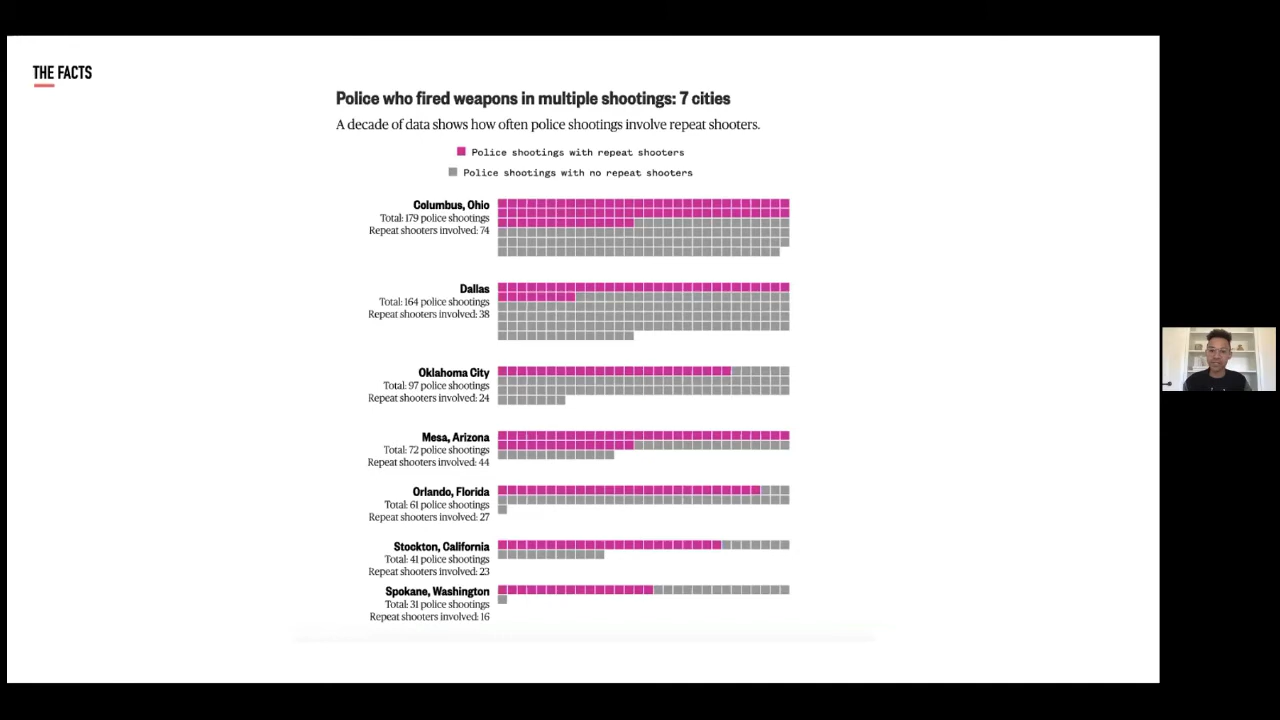 THE FACTS
Police who fired weapons in multiple shootings: 7 cities
A decade of data shows how often police shootings involve repeat shooters.
Police shootings with repeat shooters
Police shootings with no repeat shooters
Columbus, Ohio
Total: 179 police shootings
Repeat shooters involved: 74
Dallas
Total: 164 police shootings
Repeat shooters involved: 38
Oklahoma City
Total: 97 police shootings
Repeat shooters involved: 24
Mesa, Arizona
Total: 72 police shootings
Repeat shooters involved: 44
Orlando, Florida
Total: 61 police shootings
Repeat shooters involved: 27
Stockton, California
Total: 41 police shootings
Repeat shooters involved: 23
Spokane, Washington
Total: 31 police shootings
Repeat shooters involved: 16